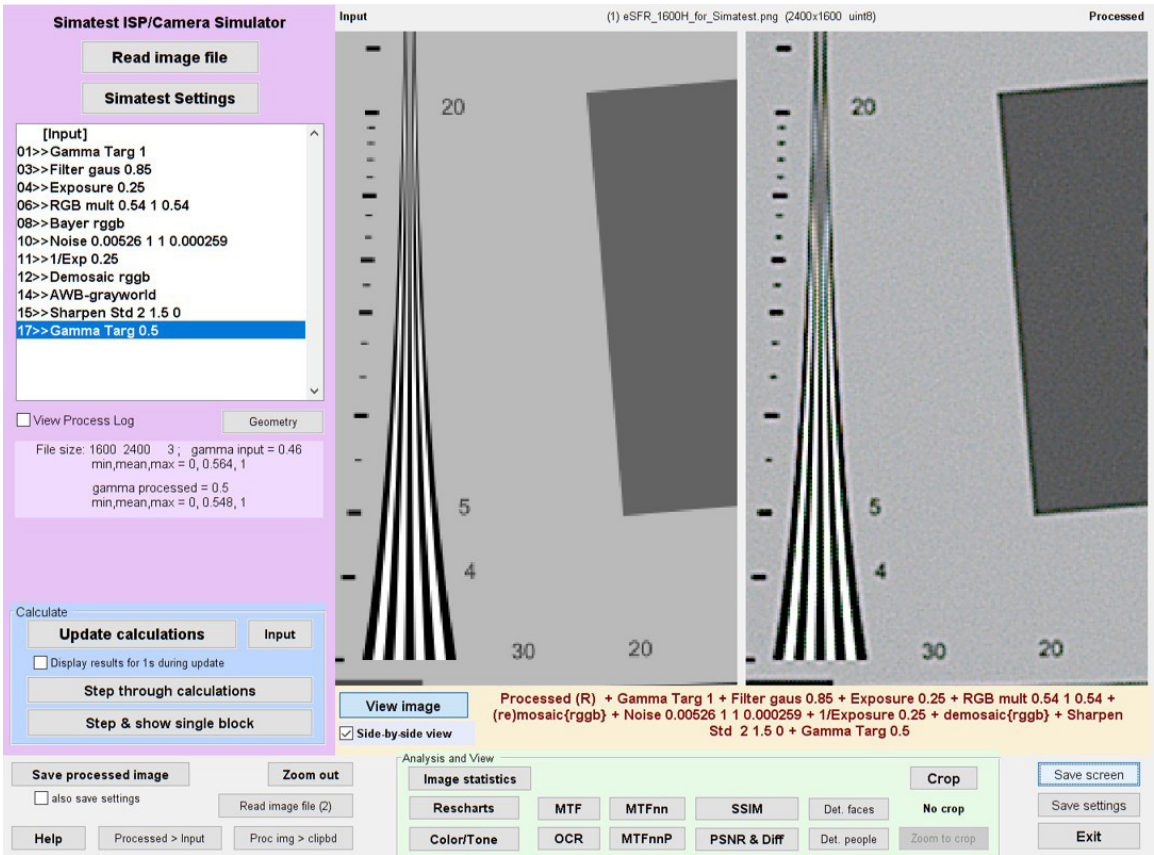 Simatest ISP/Camera Simulator
Read image file
Simatest Settings
[Input]
01>>Gamma Targ 1
03>>Filter gaus 0.85
04>>Exposure 0.25
06>>RGB mult 0.54 1 0.54
08>>Bayer rggb
10>>Noise 0.00526 1 1 0.000259
11>>1/Exp 0.25
12>>Demosaic rggb
14>>AWB-grayworld
15>>Sharpen Std 2 1.5 0
17>>Gamma Targ 0.5
View Process Log
Geometry
File size: 1600 2400 3 ; gamma input = 0.46
min,mean,max = 0, 0.564, 1
gamma processed = 0.5
min,mean,max = 0, 0.548, 1
Calculate
Update calculations
Input
Display results for 1s during update
Step through calculations
Step & show single block
Input
(1) eSFR_1600H_for_Simatest.png (2400x1600 uint8)
Processed
20
5
4
30 20
20
5
4
30 20
View image
Side-by-side view
Processed (R) + Gamma Targ 1 + Filter gaus 0.85 + Exposure 0.25 + RGB mult 0.54 1 0.54 +
(re)mosaic{rggb} + Noise 0.00526 1 1 0.000259 + 1/Exposure 0.25 + demosaic{rggb} + Sharpen
Std 2 1.5 0 + Gamma Targ 0.5
Save processed image
Zoom out
also save settings
Read image file (2)
Help
Processed > Input
Proc img > clipbd
Analysis and View
Image statistics
Crop
Rescharts
MTF
MTFnn
SSIM
Det. faces
No crop
Color/Tone
OCR
MTFnnP
PSNR & Diff
Det. people
Zoom to crop
Save screen
Save settings
Exit